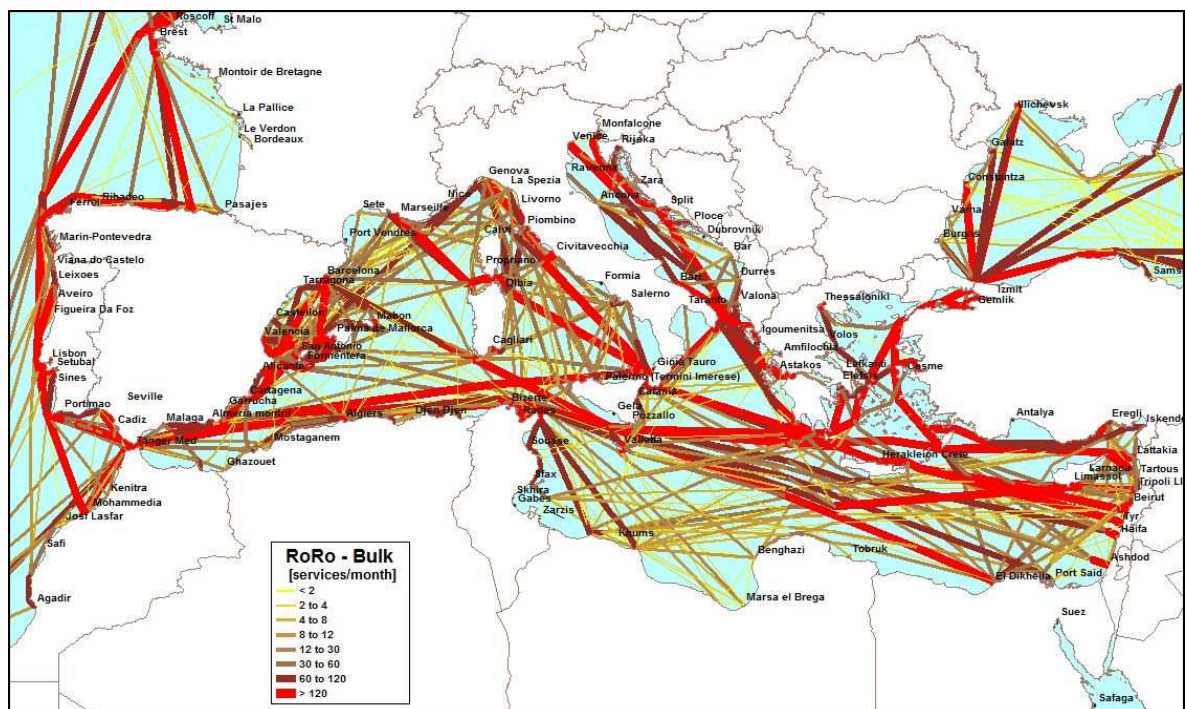 Roscoff
St Malo
Brest
Montoir de Bretagne
La Pallice
Le Verdon
Bordeaux
Ferrol
Ribadeo
Pasajes
Marin-Pontevedra
Viana do Castelo
Leixoes
Aveiro
Figueira Da Foz
Lisbon
Setubal
Sines
Portimao
Seville
Cadiz
Malaga
Tanger Med
Kenitra
Mohammedia
Jorf Lasfar
Safi
Agadir
Ghazouet
Mostaganem
Almeria
Garrucha
Cartagena
Alicante
San Antonio
Formentera
Valencia
Castellon
Palma de Mallorca
Mahon
Tarragona
Barcelona
Port Vendres
Sete
Marseille
Nice
Genova
La Spezia
Livorno
Piombino
Calvi
Civitavecchia
Propriano
Olbia
Cagliari
Formia
Salerno
Algiers
Djen Djen
Bizerte
Rades
Sousse
Sfax
Skhira
Gabes
Zarzis
Khums
Palermo (Termini Imerese)
Gioia Tauro
Catania
Gela
Pozzallo
Valletta
Monfalcone
Venice
Rijeka
Ravenna
Zara
Ancona
Split
Ploce
Dubrovnik
Bar
Bari
Durres
Taranto
Valona
Igoumenitsa
Amfilochia
Astakos
Thessaloniki
Volos
Lefkanti
Elefsis
Cesme
Herakleion Crete
Illichevsk
Galatz
Constantza
Varna
Burgas
Izmit
Gemlik
Sams
Antalya
Eregli
Iskende
Lattakia
Larnaca
Limassol
Tartous
Tripoli Ll
Beirut
Tyr
Haifa
Ashdod
Port Said
El Dikheila
Tobruk
Benghazi
Marsa el Brega
Suez
Safaga
RoRo - Bulk
[services/month]
< 2
2 to 4
4 to 8
8 to 12
12 to 30
30 to 60
60 to 120
> 120